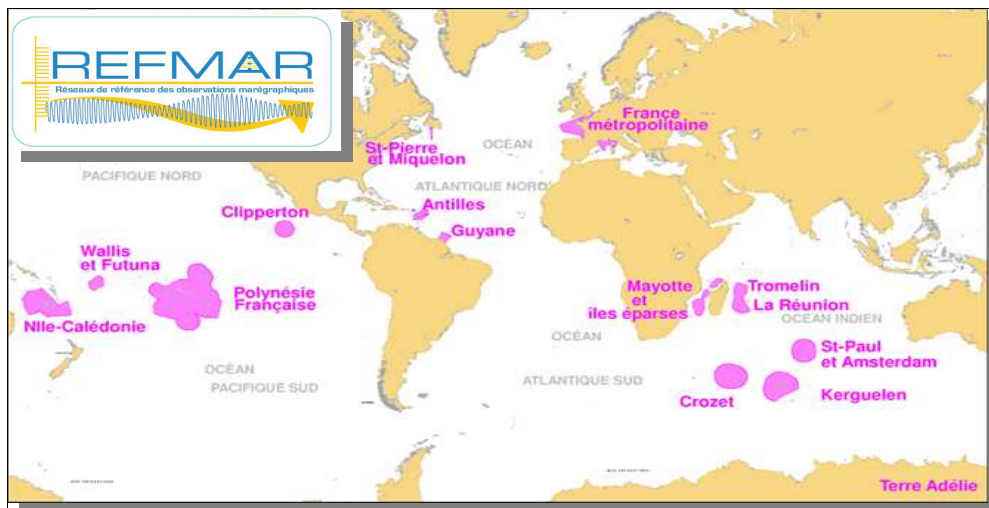 REFMAR
Réseaux de référence des observations marégraphiques
France
métropolitaine
St-Pierre
et Miquelon
OCÉAN
PACIFIQUE NORD
ATLANTIQUE NORD
Antilles
Clipperton
Guyane
Wallis
et Futuna
Polynésie
Française
Nlle-Calédonie
Mayotte
et
îles éparses
Tromelin
La Réunion
OCÉAN INDIEN
OCÉAN
St-Paul
et Amsterdam
OCÉAN
PACIFIQUE SUD
ATLANTIQUE SUD
Crozet
Kerguelen
Terre Adélie